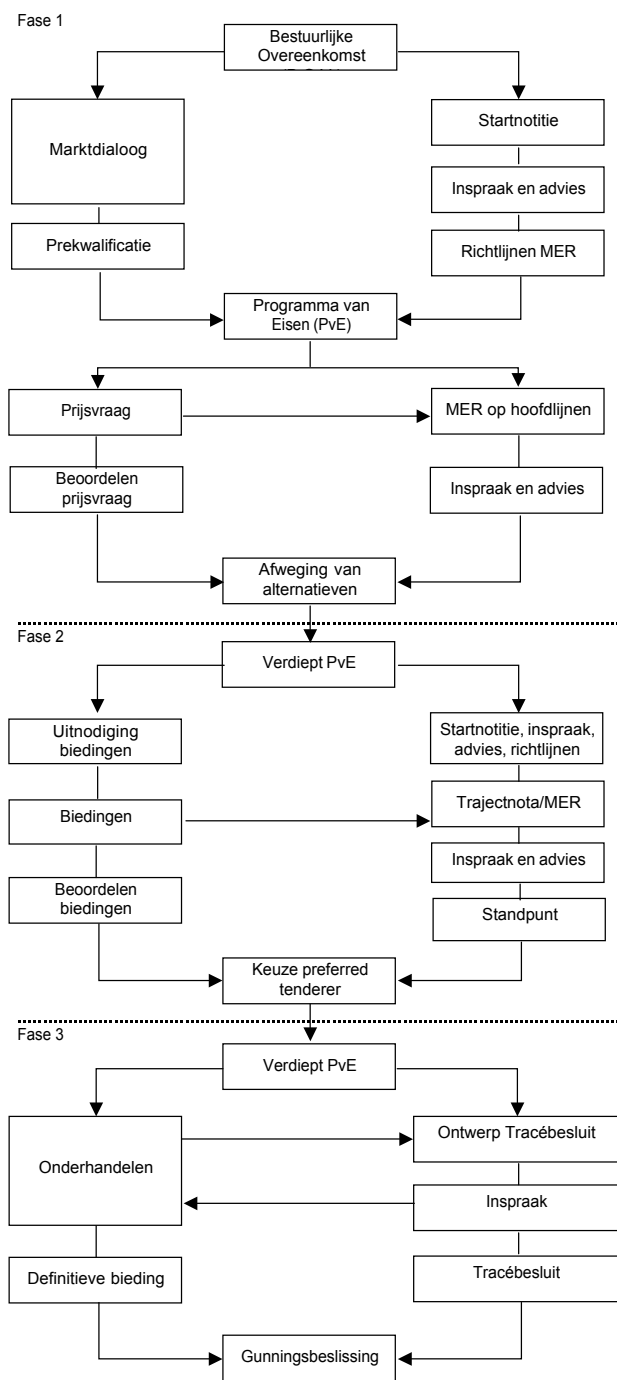 Fase 1
Bestuurlijke
Overeenkomst
Marktdialoog
Startnotitie
Inspraak en advies
Prekwalificatie
Richtlijnen MER
Programma van
Eisen (PvE)
Prijsvraag
MER op hoofdlijnen
Beoordelen
prijsvraag
Inspraak en advies
Afweging van
alternatieven
Fase 2
Verdiept PvE
Uitnodiging
biedingen
Startnotitie, inspraak,
advies, richtlijnen
Biedingen
Trajectnota/MER
Inspraak en advies
Beoordelen
biedingen
Standpunt
Keuze preferred
tenderer
Fase 3
Verdiept PvE
Onderhandelen
Ontwerp Tracébesluit
Inspraak
Definitieve bieding
Tracébesluit
Gunningsbeslissing